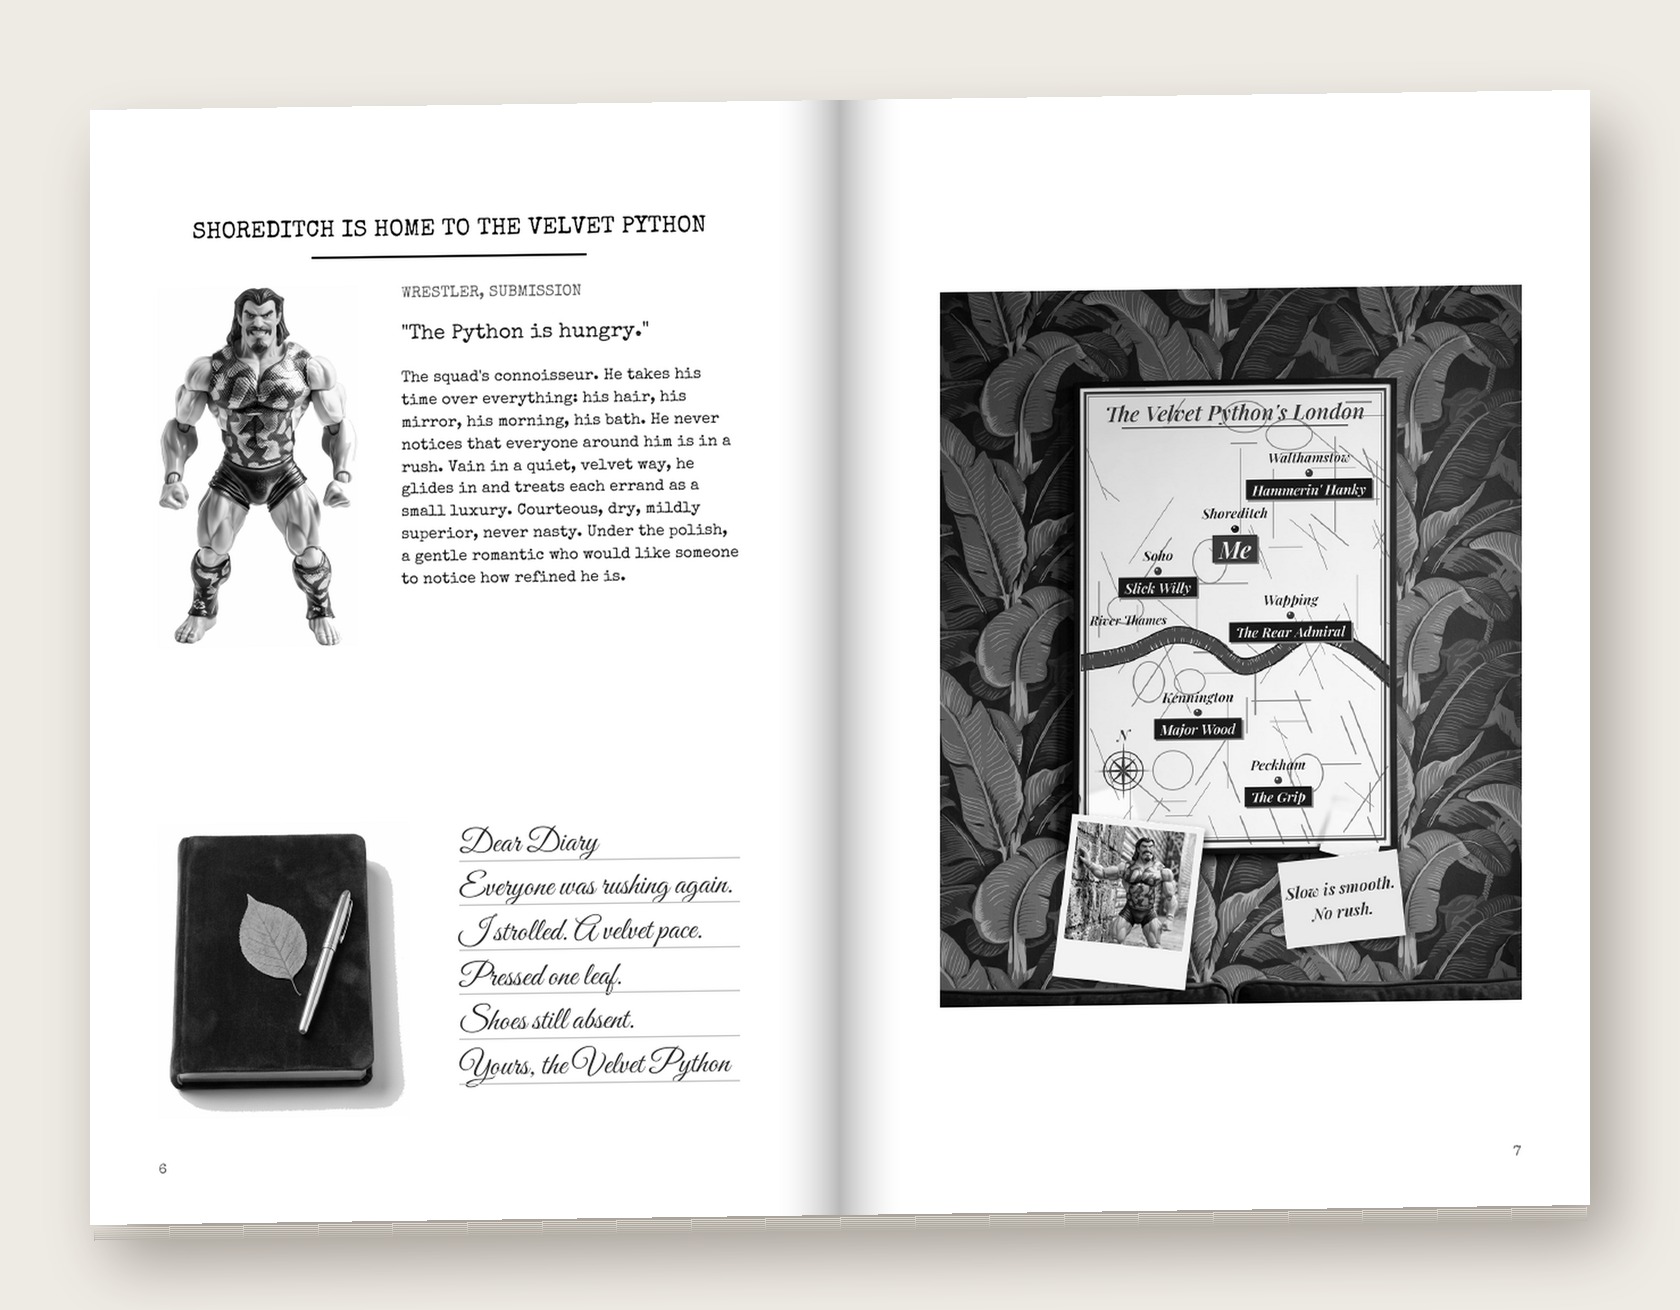 SHOREDITCH IS HOME TO THE VELVET PYTHON
WRESTLER, SUBMISSION
"The Python is hungry."
The squad's connoisseur. He takes his
time over everything: his hair, his
mirror, his morning, his bath. He never
notices that everyone around him is in a
rush. Vain in a quiet, velvet way, he
glides in and treats each errand as a
small luxury. Courteous, dry, mildly
superior, never nasty. Under the polish,
a gentle romantic who would like someone
to notice how refined he is.
Dear Diary
Everyone was rushing again.
I strolled. A velvet pace.
Pressed one leaf.
Shoes still absent.
Yours, the Velvet Python
6
The Velvet Python's London
Walthamstow
Hammerin' Hanky
Shoreditch
Me
Soho
Slick Willy
Wapping
The Rear Admiral
River Thames
Kennington
Major Wood
N
Peckham
The Grip
Slow is smooth.
No rush.
7